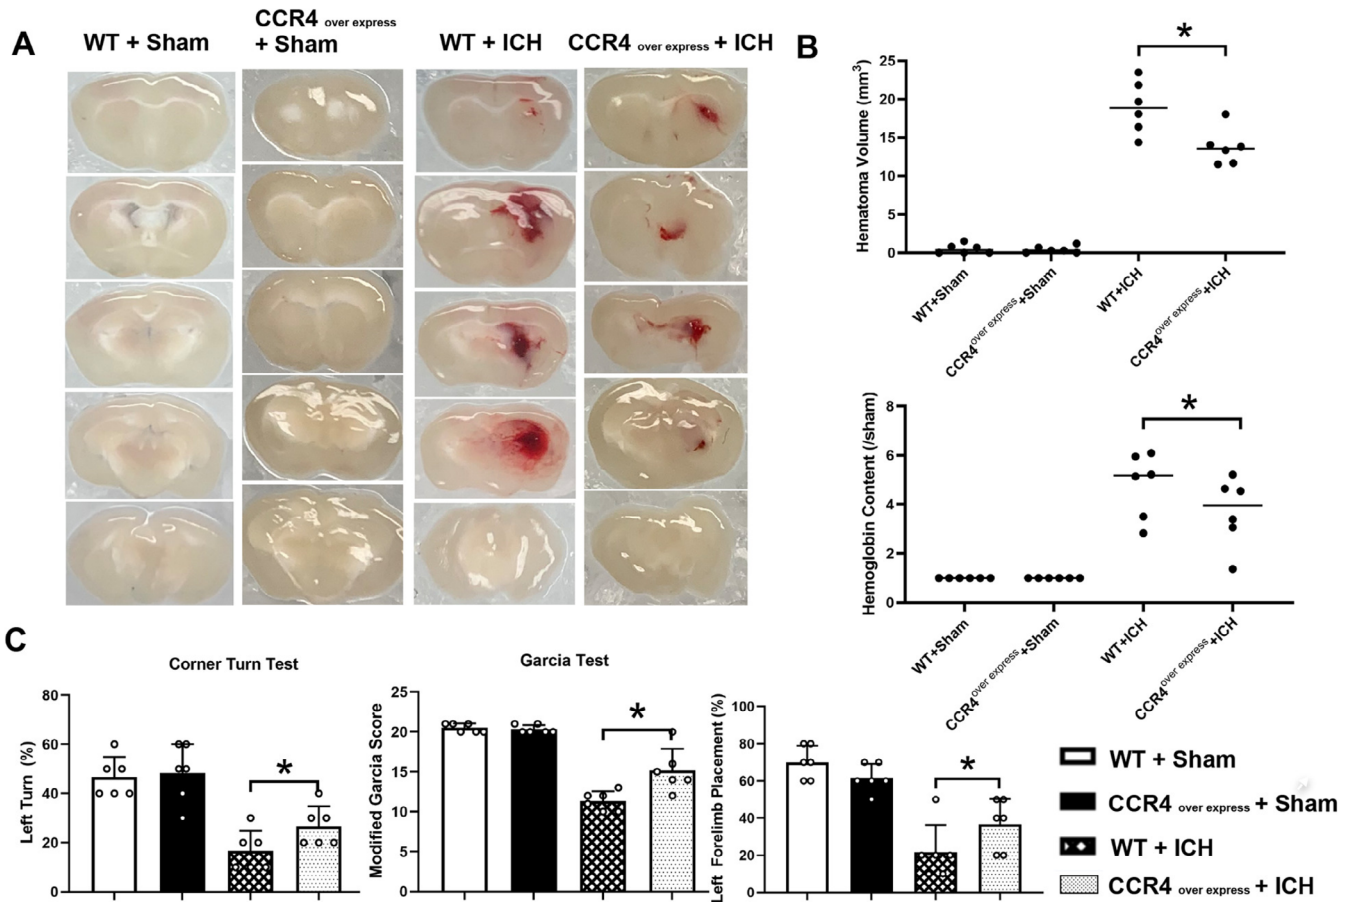 A
WT + Sham
CCR4 over express
+ Sham
WT + ICH
CCR4 over express + ICH
B
Hematoma Volume (mm³)
25
20
15
10
5
0
*
WT+Sham
CCR4over express+Sham
WT+ICH
CCR4over express+ICH
Hemoglobin Content (/sham)
8
6
4
2
0
*
WT+Sham
CCR4over express+Sham
WT+ICH
CCR4over express+ICH
C
Corner Turn Test
Left Turn (%)
80
60
40
20
0
*
Garcia Test
Modified Garcia Score
25
20
15
10
5
0
*
Left Forelimb Placement (%)
100
80
60
40
20
0
*
WT + Sham
CCR4 over express + Sham
WT + ICH
CCR4 over express + ICH